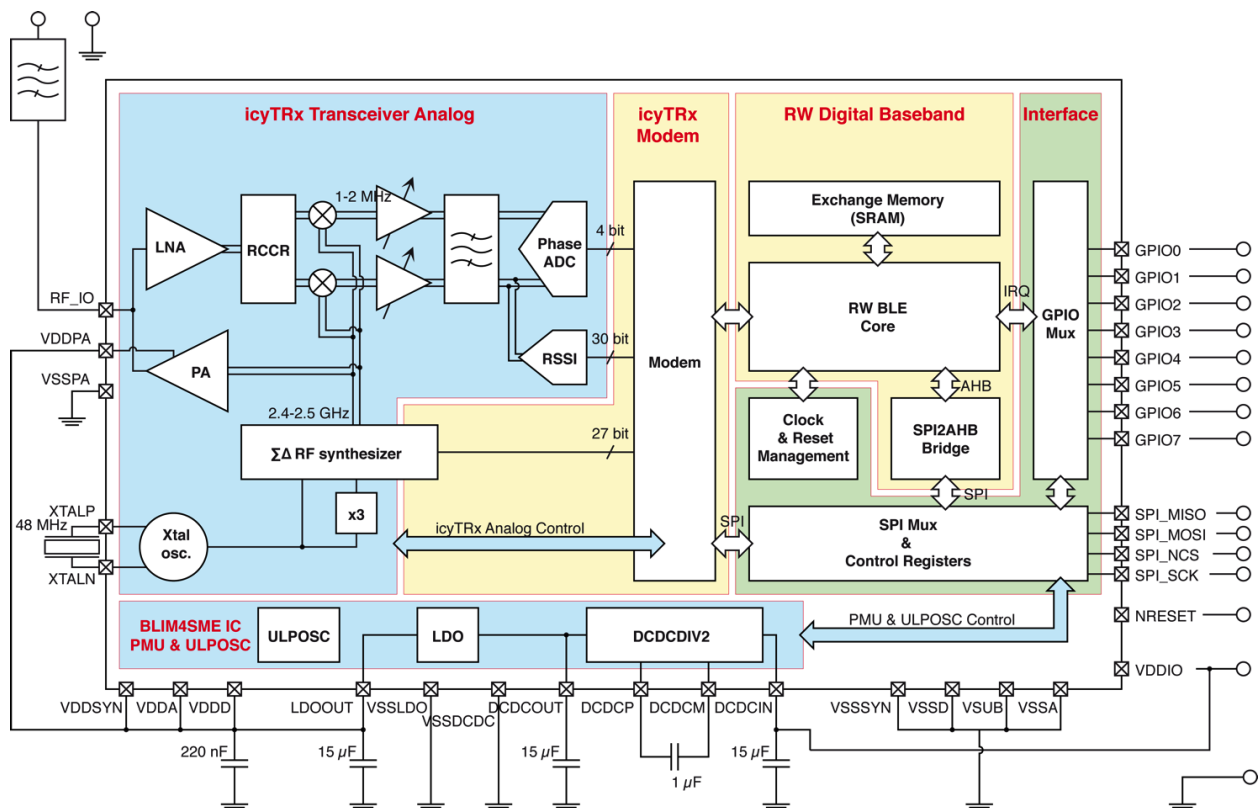 icyTRx Transceiver Analog
icyTRx
Modem
RW Digital Baseband
Interface
1-2 MHz
LNA
RCCR
Phase
ADC
4 bit
Exchange Memory
(SRAM)
RF_IO
VDDPA
VSSPA
PA
RSSI
30 bit
Modem
RW BLE
Core
IRQ
GPIO
Mux
GPIO0
GPIO1
GPIO2
GPIO3
GPIO4
GPIO5
GPIO6
GPIO7
AHB
2.4-2.5 GHz
ΣΔ RF synthesizer
27 bit
Clock
& Reset
Management
SPI2AHB
Bridge
SPI
XTALP
48 MHz
XTALN
Xtal
osc.
x3
icyTRx Analog Control
SPI
SPI Mux
&
Control Registers
SPI_MISO
SPI_MOSI
SPI_NCS
SPI_SCK
BLIM4SME IC
PMU & ULPOSC
ULPOSC
LDO
DCDCDIV2
PMU & ULPOSC Control
NRESET
VDDIO
VDDSYN
VDDA
VDDD
LDOOUT
VSSLDO
VSSDCDC
DCDCOUT
DCDCP
DCDCM
DCDCIN
VSSSYN
VSSD
VSUB
VSSA
220 nF
15 µF
15 µF
1 µF
15 µF